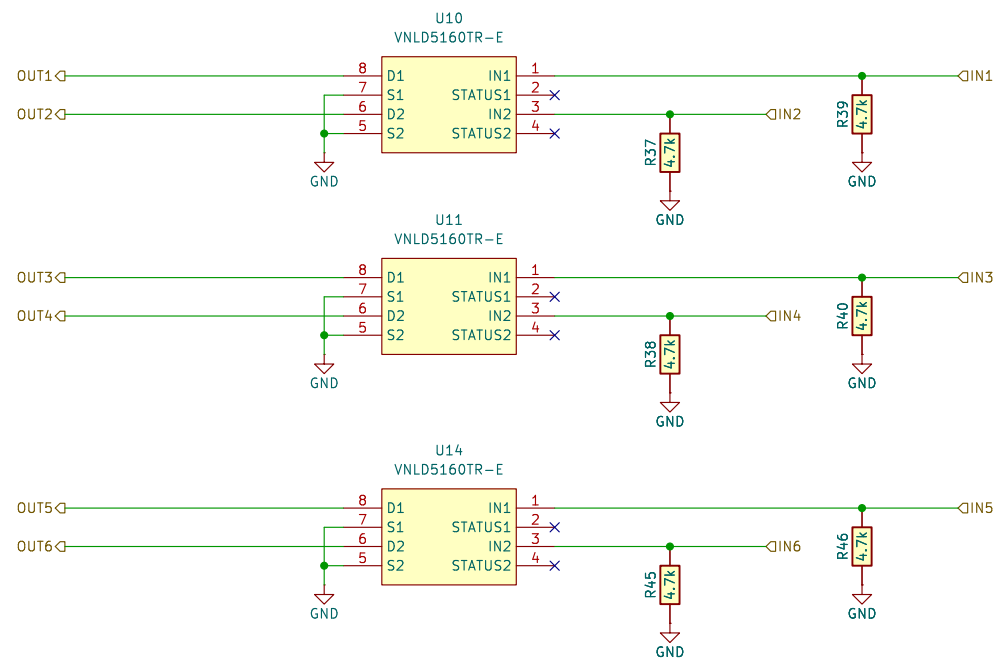 U10
VNLD5160TR-E
OUT1 8 D1 IN1 1 IN1
7 S1 STATUS1 2
OUT2 6 D2 IN2 3 IN2
5 S2 STATUS2 4
R39 4.7k
R37 4.7k
GND GND
GND
U11
VNLD5160TR-E
OUT3 8 D1 IN1 1 IN3
7 S1 STATUS1 2
OUT4 6 D2 IN2 3 IN4
5 S2 STATUS2 4
R40 4.7k
R38 4.7k
GND GND
GND
U14
VNLD5160TR-E
OUT5 8 D1 IN1 1 IN5
7 S1 STATUS1 2
OUT6 6 D2 IN2 3 IN6
5 S2 STATUS2 4
R46 4.7k
R45 4.7k
GND GND
GND